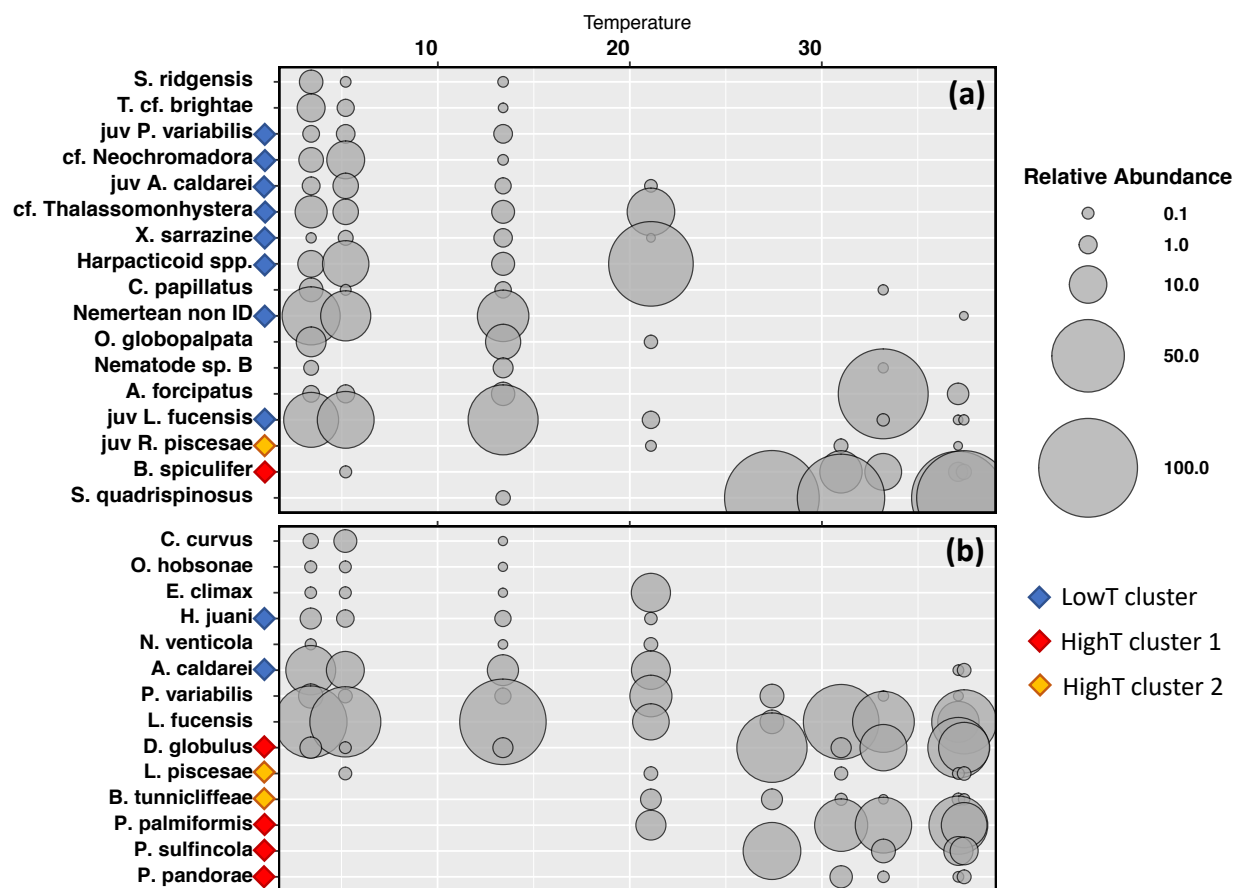 Temperature
10 20 30
(a)
S. ridgensis
T. cf. brightae
juv P. variabilis
cf. Neochromadora
juv A. caldarei
cf. Thalassomonhystera
X. sarrazine
Harpacticoid spp.
C. papillatus
Nemertean non ID
O. globopalpata
Nematode sp. B
A. forcipatus
juv L. fucensis
juv R. piscesae
B. spiculifer
S. quadrispinosus
(b)
C. curvus
O. hobsonae
E. climax
H. juani
N. venticola
A. caldarei
P. variabilis
L. fucensis
D. globulus
L. piscesae
B. tunnicliffeae
P. palmiformis
P. sulfincola
P. pandorae
Relative Abundance
0.1
1.0
10.0
50.0
100.0
LowT cluster
HighT cluster 1
HighT cluster 2